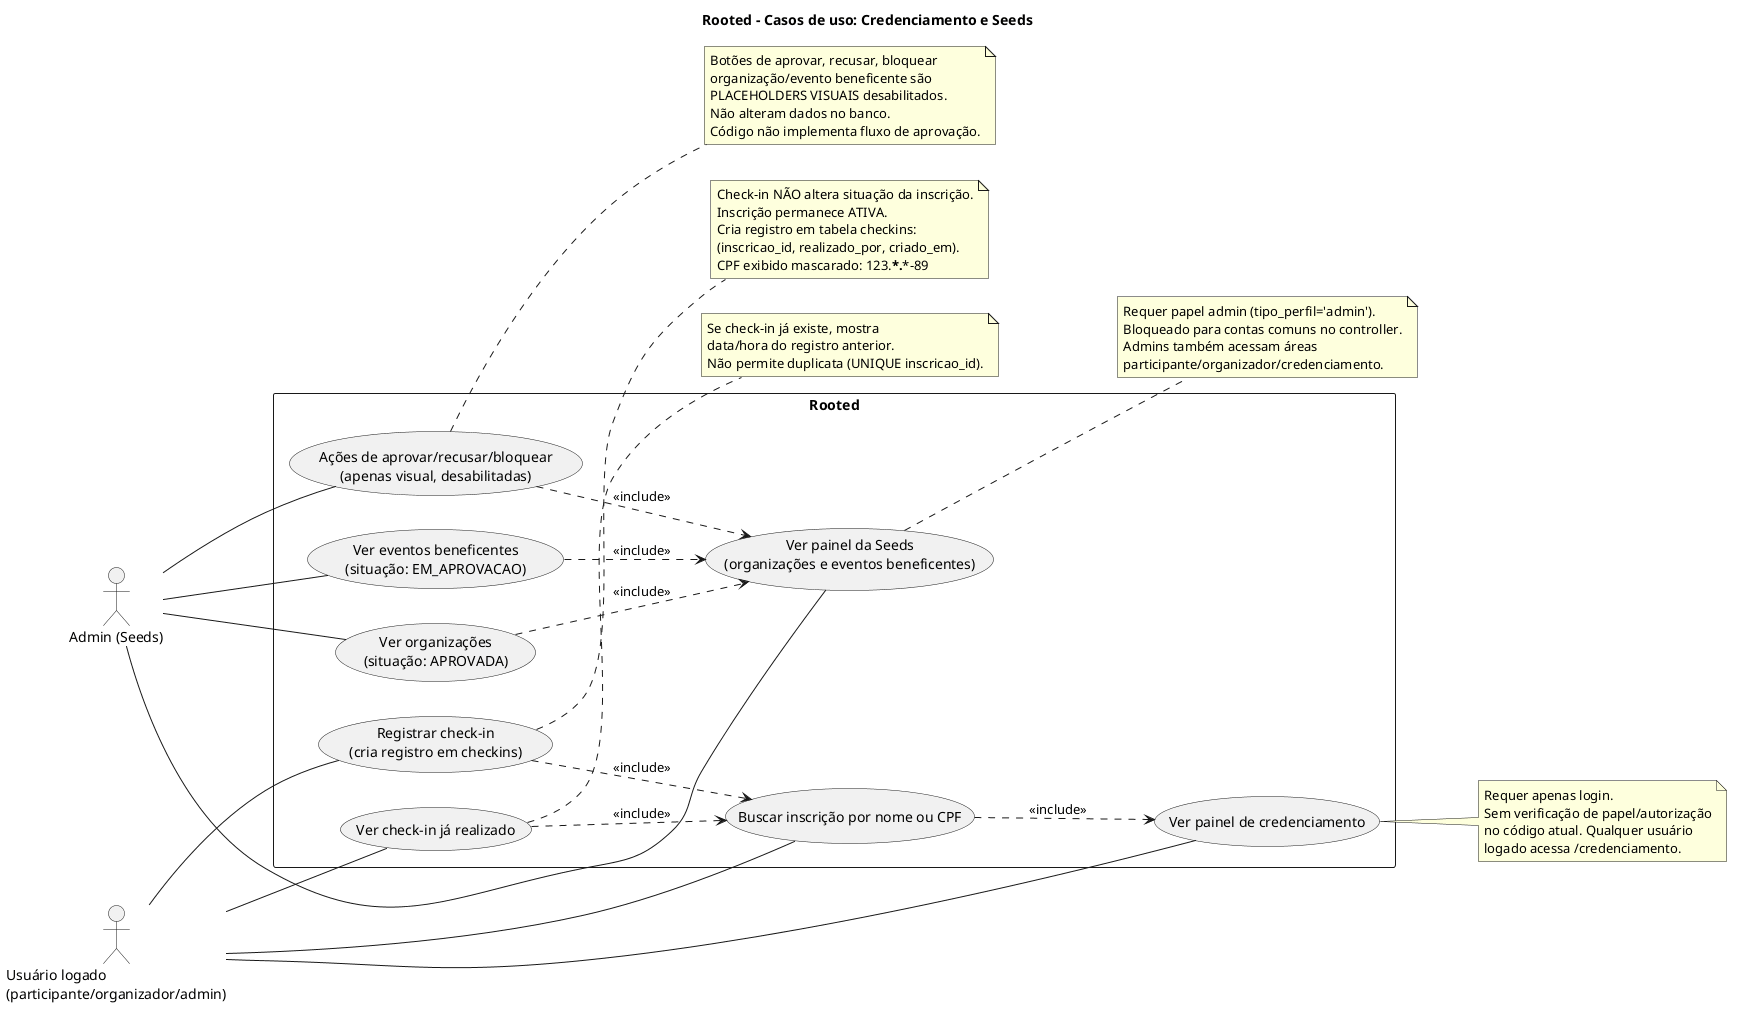 Rooted - Casos de uso: Credenciamento e Seeds
Botões de aprovar, recusar, bloquear
organização/evento beneficente são
PLACEHOLDERS VISUAIS desabilitados.
Não alteram dados no banco.
Código não implementa fluxo de aprovação.
Check-in NÃO altera situação da inscrição.
Inscrição permanece ATIVA.
Cria registro em tabela checkins:
(inscricao_id, realizado_por, criado_em).
CPF exibido mascarado: 123.*.*-89
Se check-in já existe, mostra
data/hora do registro anterior.
Não permite duplicata (UNIQUE inscricao_id).
Requer papel admin (tipo_perfil='admin').
Bloqueado para contas comuns no controller.
Admins também acessam áreas
participante/organizador/credenciamento.
Rooted
Ações de aprovar/recusar/bloquear
(apenas visual, desabilitadas)
«include»
Ver eventos beneficentes
(situação: EM_APROVACAO)
«include»
Ver painel da Seeds
(organizações e eventos beneficentes)
«include»
Admin (Seeds)
Ver organizações
(situação: APROVADA)
Registrar check-in
(cria registro em checkins)
«include»
Ver check-in já realizado
«include»
Buscar inscrição por nome ou CPF
«include»
Ver painel de credenciamento
Requer apenas login.
Sem verificação de papel/autorização
no código atual. Qualquer usuário
logado acessa /credenciamento.
Usuário logado
(participante/organizador/admin)